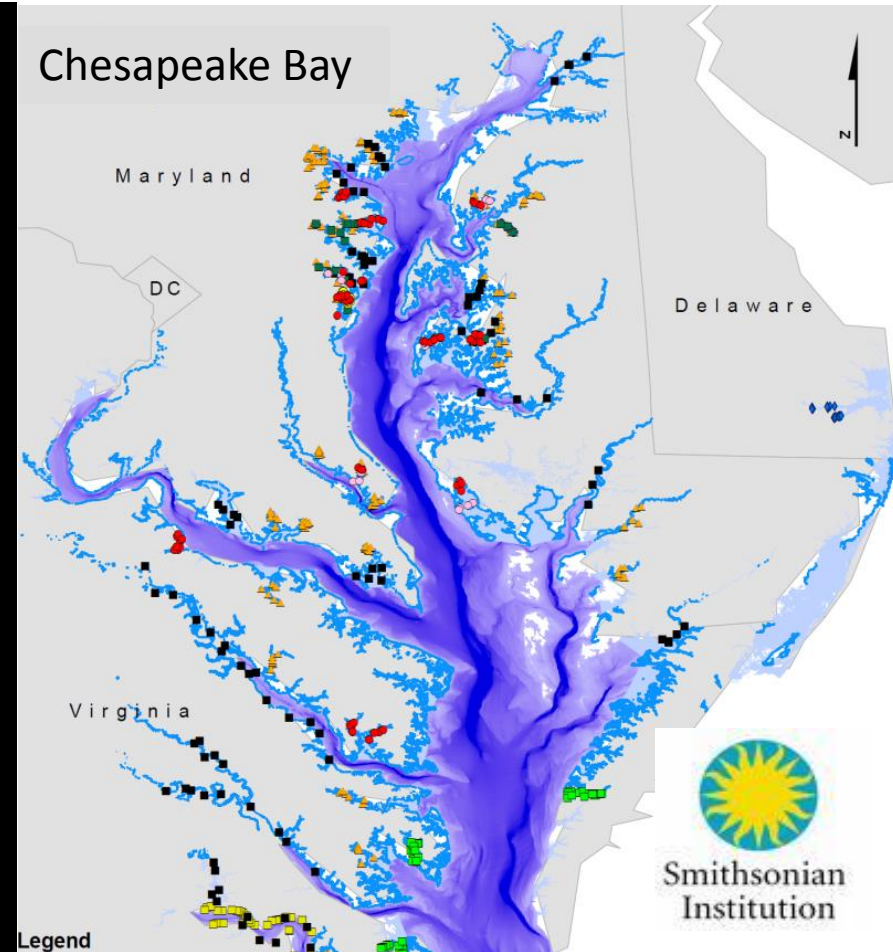 Chesapeake Bay
N
Maryland
DC
Delaware
Virginia
Smithsonian
Institution
Legend